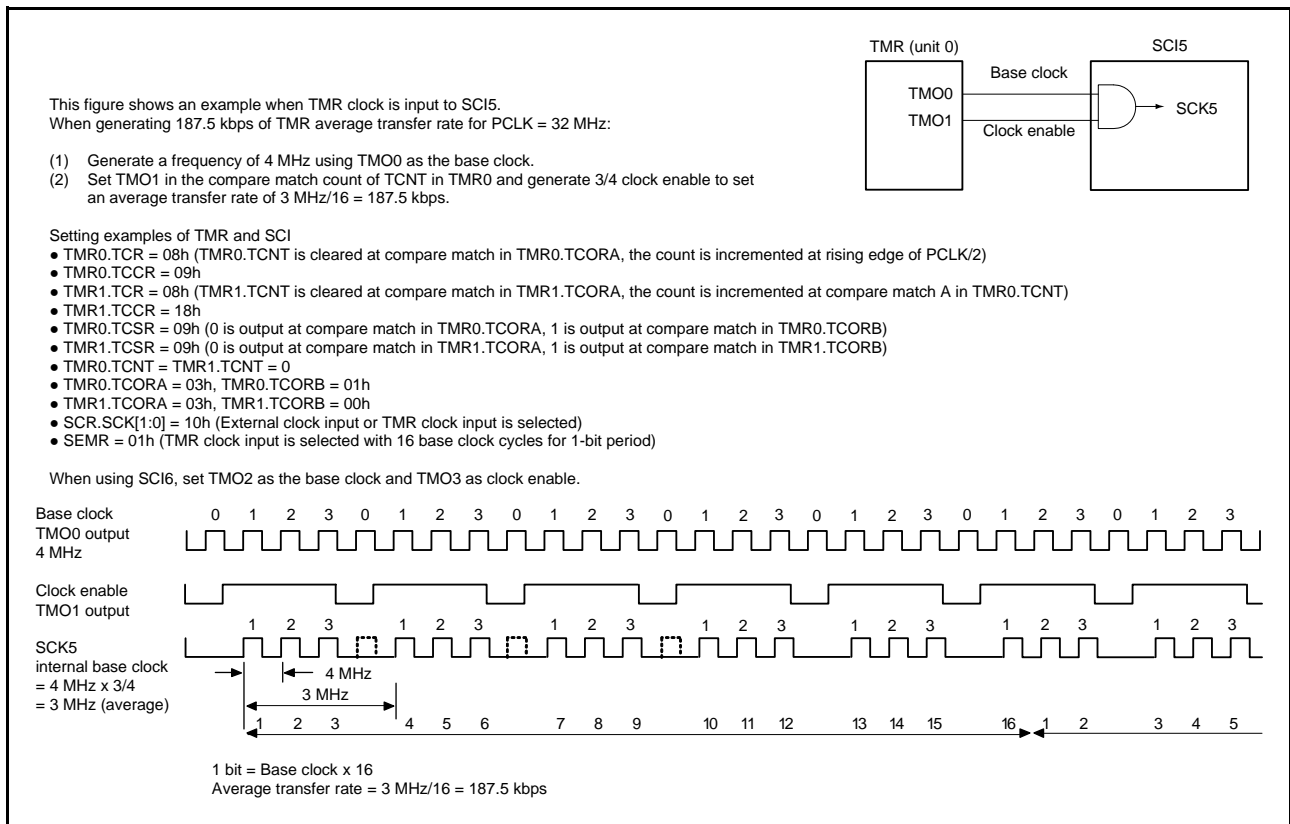 TMR (unit 0)
SCI5
Base clock
TMO0
TMO1
SCK5
Clock enable
This figure shows an example when TMR clock is input to SCI5.
When generating 187.5 kbps of TMR average transfer rate for PCLK = 32 MHz:
(1) Generate a frequency of 4 MHz using TMO0 as the base clock.
(2) Set TMO1 in the compare match count of TCNT in TMR0 and generate 3/4 clock enable to set
an average transfer rate of 3 MHz/16 = 187.5 kbps.
Setting examples of TMR and SCI
● TMR0.TCR = 08h (TMR0.TCNT is cleared at compare match in TMR0.TCORA, the count is incremented at rising edge of PCLK/2)
● TMR0.TCCR = 09h
● TMR1.TCR = 08h (TMR1.TCNT is cleared at compare match in TMR1.TCORA, the count is incremented at compare match A in TMR0.TCNT)
● TMR1.TCCR = 18h
● TMR0.TCSR = 09h (0 is output at compare match in TMR0.TCORA, 1 is output at compare match in TMR0.TCORB)
● TMR1.TCSR = 09h (0 is output at compare match in TMR1.TCORA, 1 is output at compare match in TMR1.TCORB)
● TMR0.TCNT = TMR1.TCNT = 0
● TMR0.TCORA = 03h, TMR0.TCORB = 01h
● TMR1.TCORA = 03h, TMR1.TCORB = 00h
● SCR.SCK[1:0] = 10h (External clock input or TMR clock input is selected)
● SEMR = 01h (TMR clock input is selected with 16 base clock cycles for 1-bit period)
When using SCI6, set TMO2 as the base clock and TMO3 as clock enable.
Base clock
TMO0 output
4 MHz
0 1 2 3 0 1 2 3 0 1 2 3 0 1 2 3 0 1 2 3 0 1 2 3 0 1 2 3
Clock enable
TMO1 output
1 2 3 1 2 3 1 2 3 1 2 3 1 2 3 1 2 3 1 2 3
SCK5
internal base clock
= 4 MHz x 3/4
= 3 MHz (average)
4 MHz
3 MHz
1 2 3 4 5 6 7 8 9 10 11 12 13 14 15 16 1 2 3 4 5
1 bit = Base clock x 16
Average transfer rate = 3 MHz/16 = 187.5 kbps